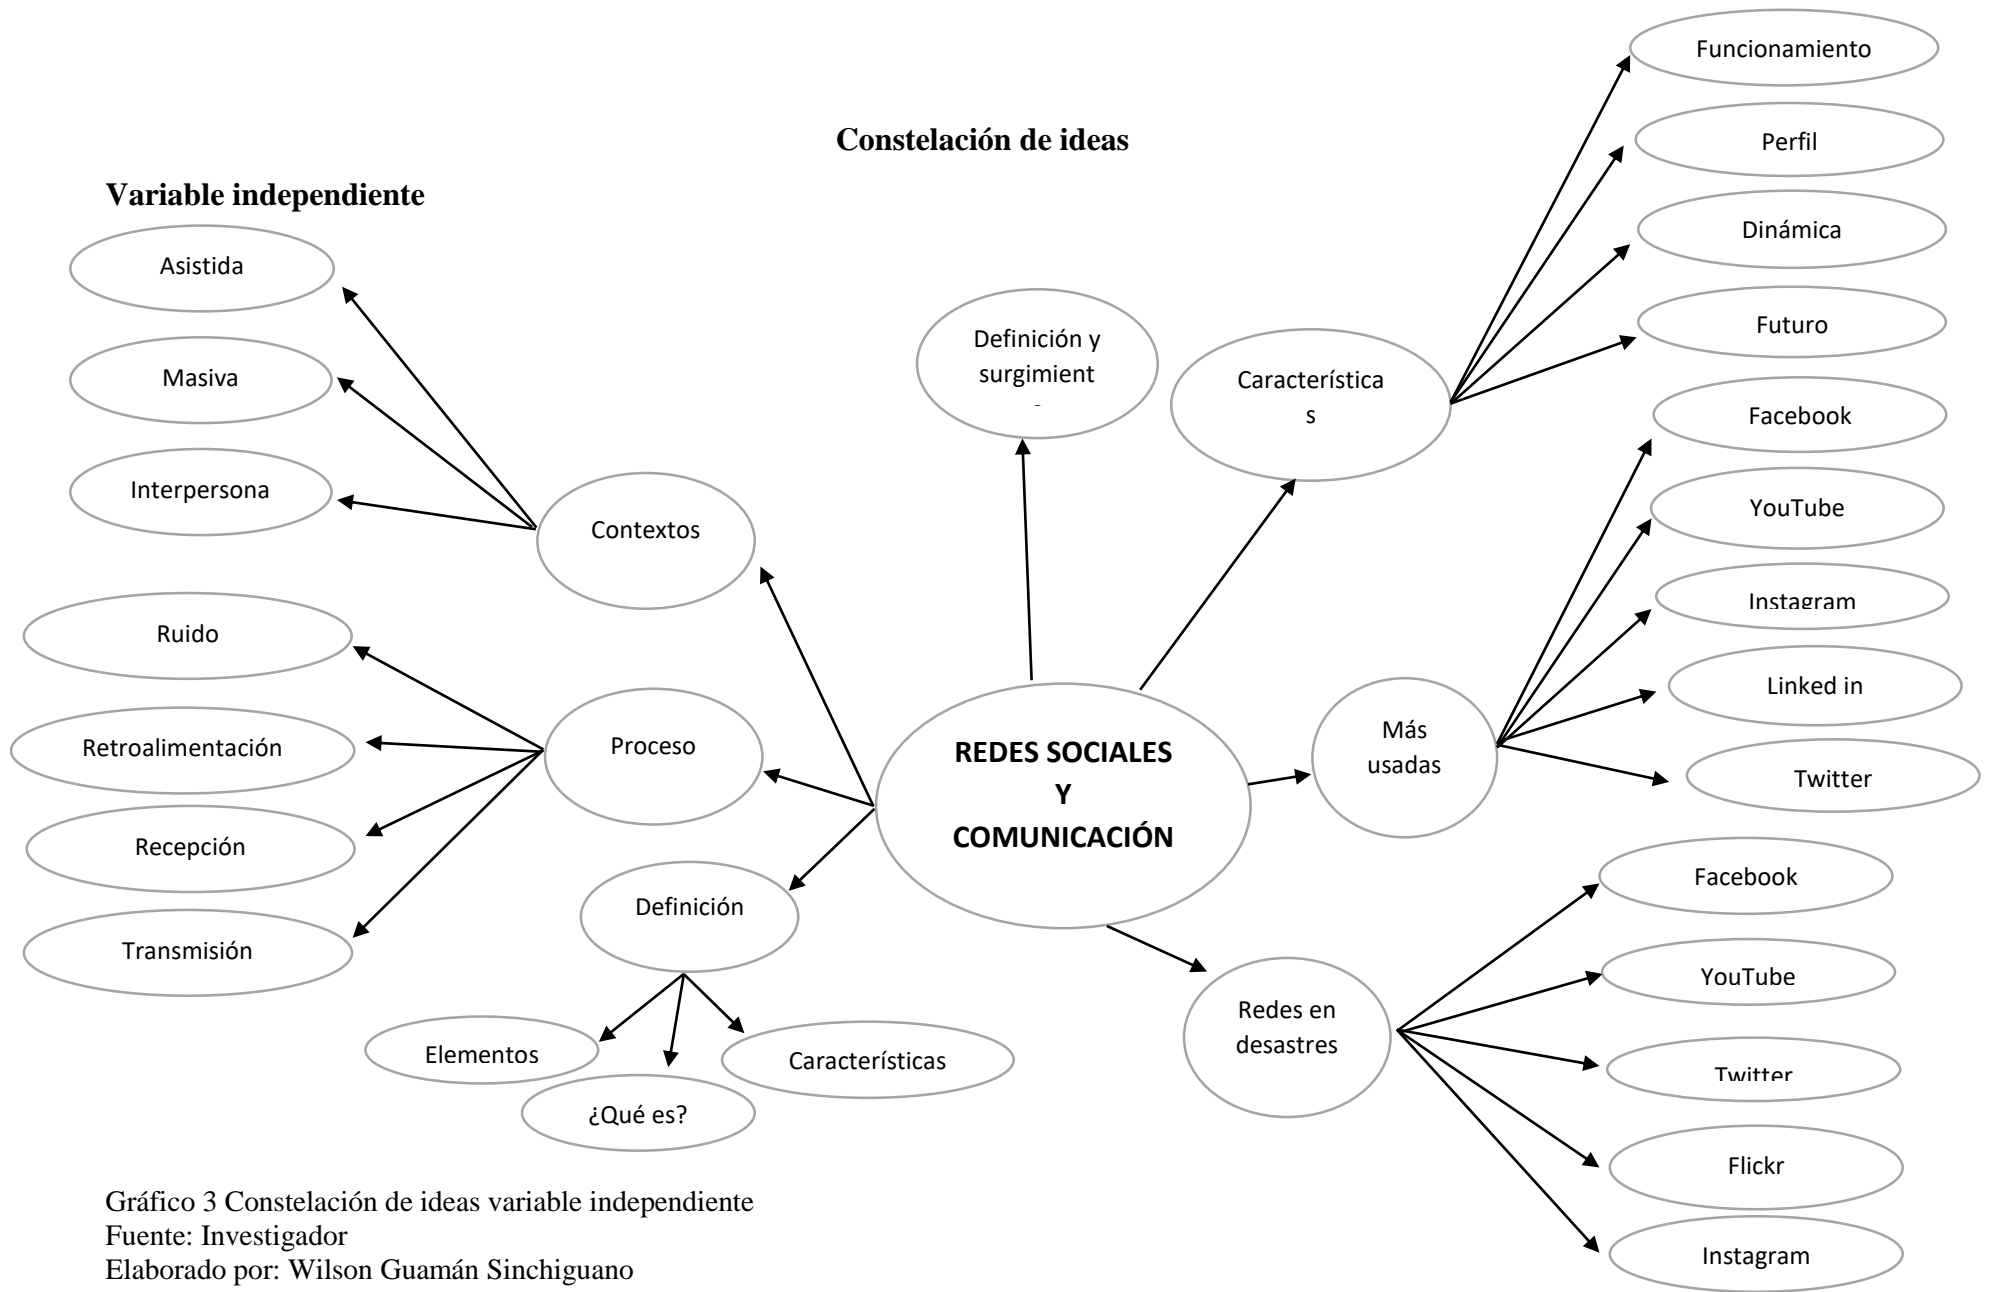 Constelación de ideas
Variable independiente
Asistida
Masiva
Interpersona
Contextos
Ruido
Retroalimentación
Recepción
Transmisión
Proceso
Definición
Elementos
¿Qué es?
Características
REDES SOCIALES
Y
COMUNICACIÓN
Definición y
surgimient
Característica
s
Funcionamiento
Perfil
Dinámica
Futuro
Más
usadas
Facebook
YouTube
Instagram
Linked in
Twitter
Redes en
desastres
Facebook
YouTube
Twitter
Flickr
Instagram
Gráfico 3 Constelación de ideas variable independiente
Fuente: Investigador
Elaborado por: Wilson Guamán Sinchiguano